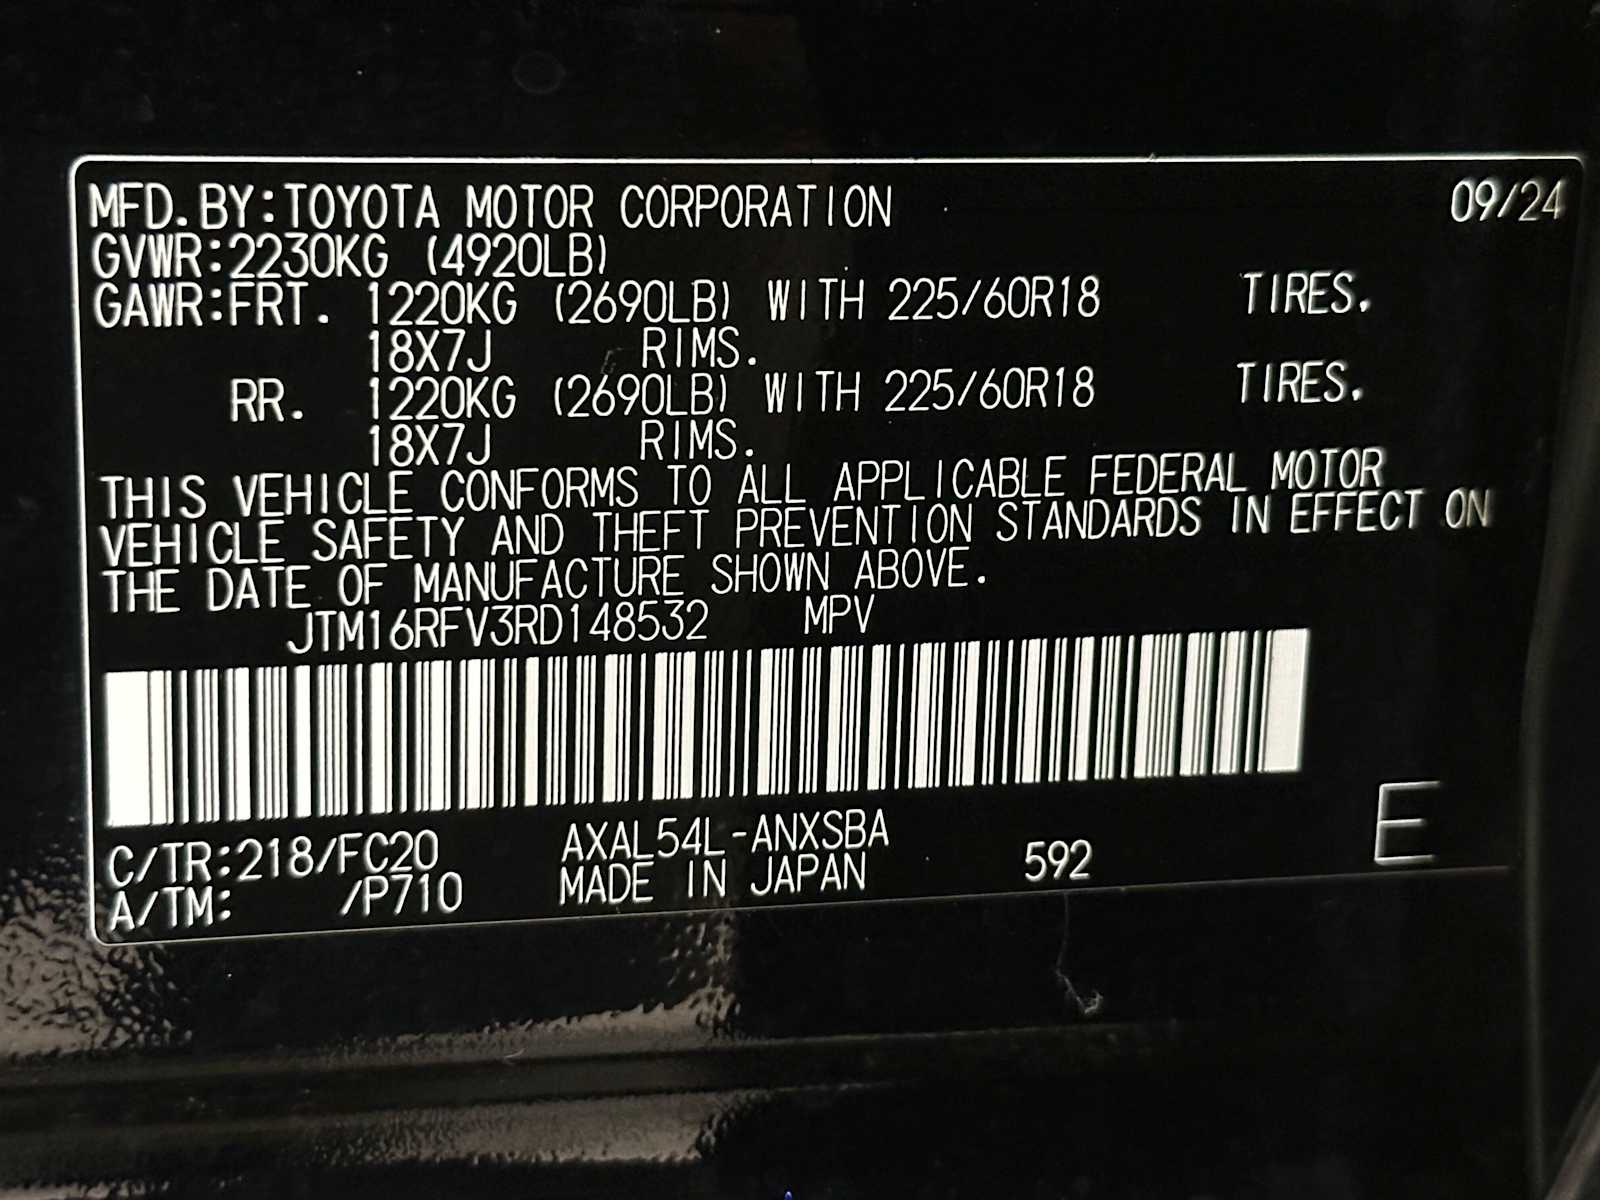 MFD.BY:TOYOTA MOTOR CORPORATION 09/24
GVWR:2230KG (4920LB)
GAWR:FRT. 1220KG (2690LB) WITH 225/60R18 TIRES.
18X7J RIMS.
RR. 1220KG (2690LB) WITH 225/60R18 TIRES.
18X7J RIMS.
THIS VEHICLE CONFORMS TO ALL APPLICABLE FEDERAL MOTOR
VEHICLE SAFETY AND THEFT PREVENTION STANDARDS IN EFFECT ON
THE DATE OF MANUFACTURE SHOWN ABOVE.
JTM16RFV3RD148532 MPV
C/TR:218/FC20 AXAL54L-ANXSBA
A/TM: /P710 MADE IN JAPAN 592 E